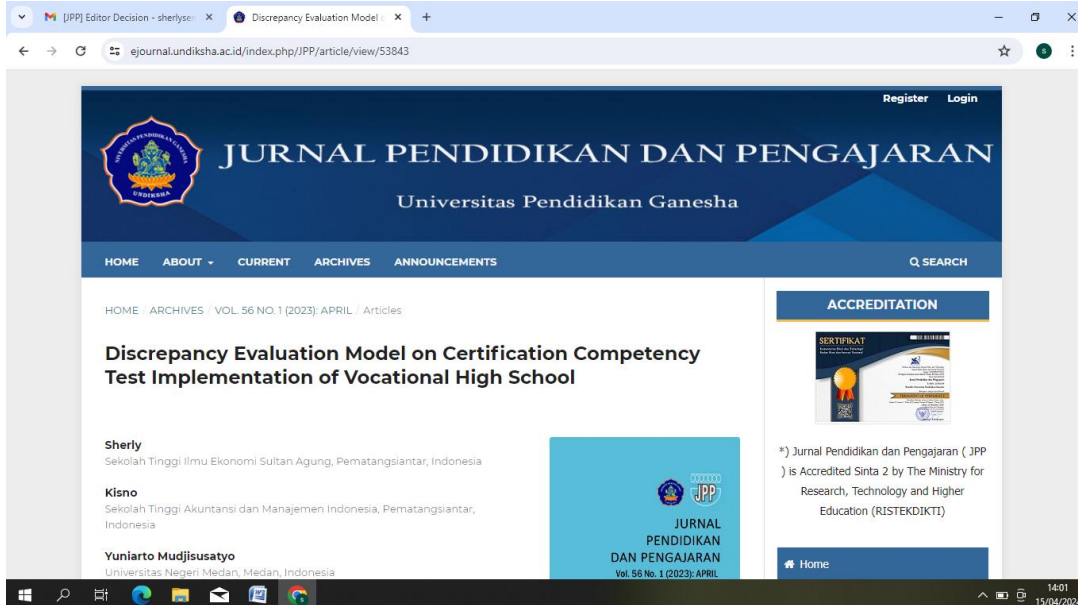 [JPP] Editor Decision - sherlyser
Discrepancy Evaluation Model
ejournal.undiksha.ac.id/index.php/JPP/article/view/53843
Register Login
UNIVERSITAS PENDIDIKAN GANESHA
UNDIKSHA
JURNAL PENDIDIKAN DAN PENGAJARAN
Universitas Pendidikan Ganesha
HOME ABOUT CURRENT ARCHIVES ANNOUNCEMENTS SEARCH
HOME / ARCHIVES / VOL. 56 NO. 1 (2023): APRIL / Articles
Discrepancy Evaluation Model on Certification Competency
Test Implementation of Vocational High School
Sherly
Sekolah Tinggi Ilmu Ekonomi Sultan Agung, Pematangsiantar, Indonesia
Kisno
Sekolah Tinggi Akuntansi dan Manajemen Indonesia, Pematangsiantar,
Indonesia
Yuniarto Mudjisusatyo
Universitas Negeri Medan, Medan, Indonesia
JPP
JURNAL
PENDIDIKAN
DAN PENGAJARAN
Vol. 56 No. 1 (2023): APRIL
ACCREDITATION
SERTIFIKAT
*) Jurnal Pendidikan dan Pengajaran ( JPP
) is Accredited Sinta 2 by The Ministry for
Research, Technology and Higher
Education (RISTEKDIKTI)
Home
14:01
15/04/202